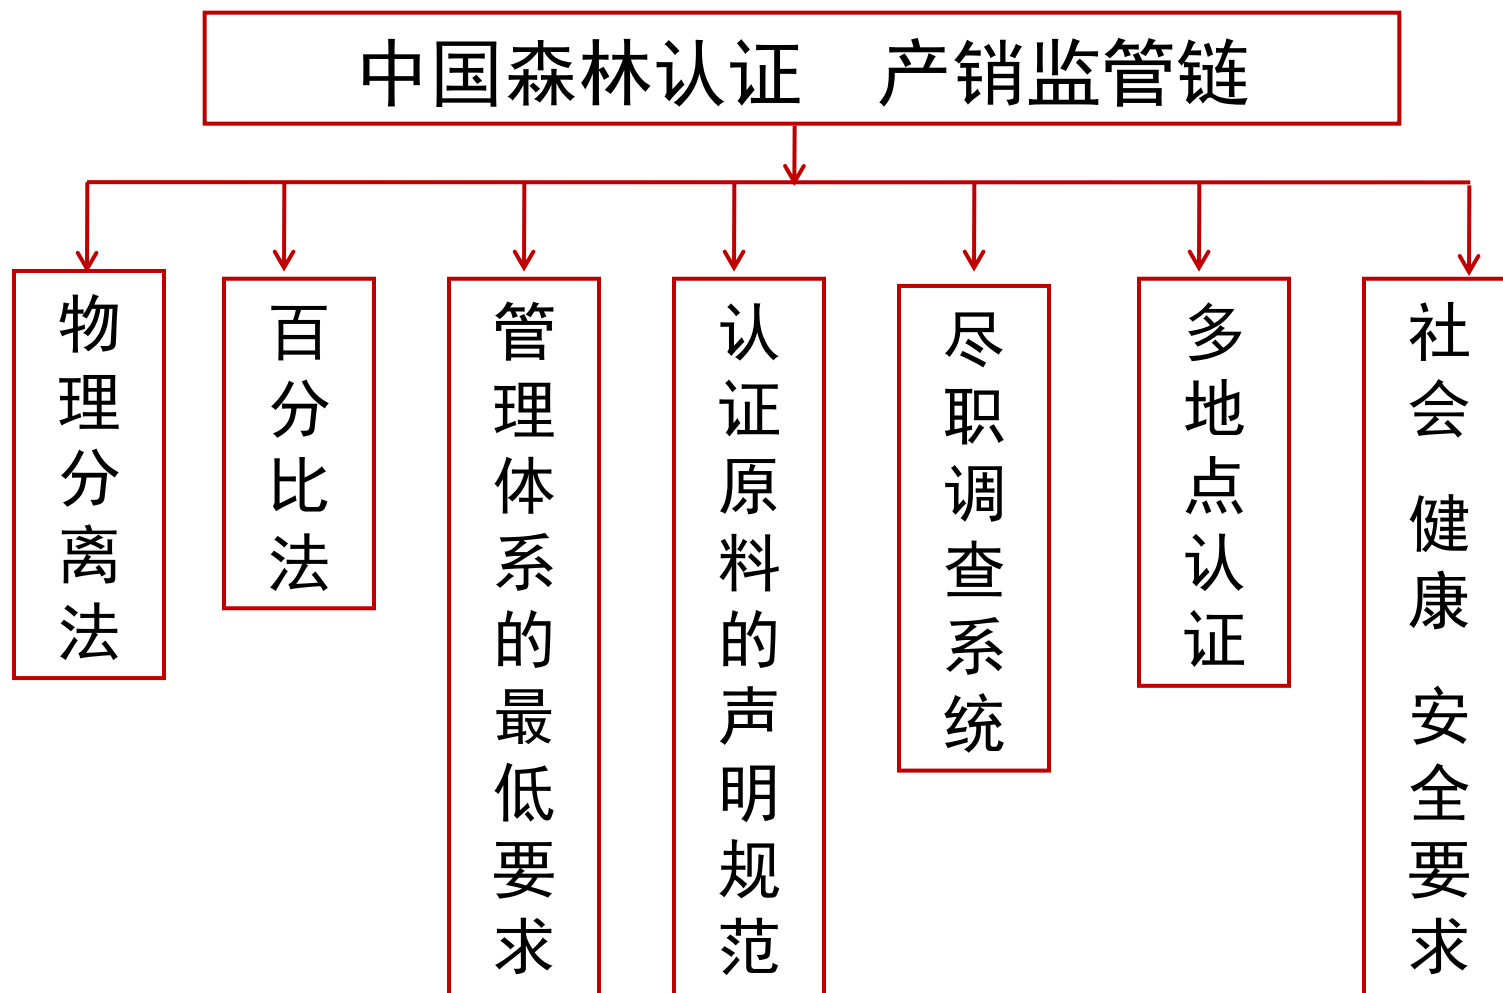 中国森林认证 产销监管链
物理分离法
百分比法
管理体系的最低要求
认证原料的声明规范
尽职调查系统
多地点认证
社会 健康 安全要求